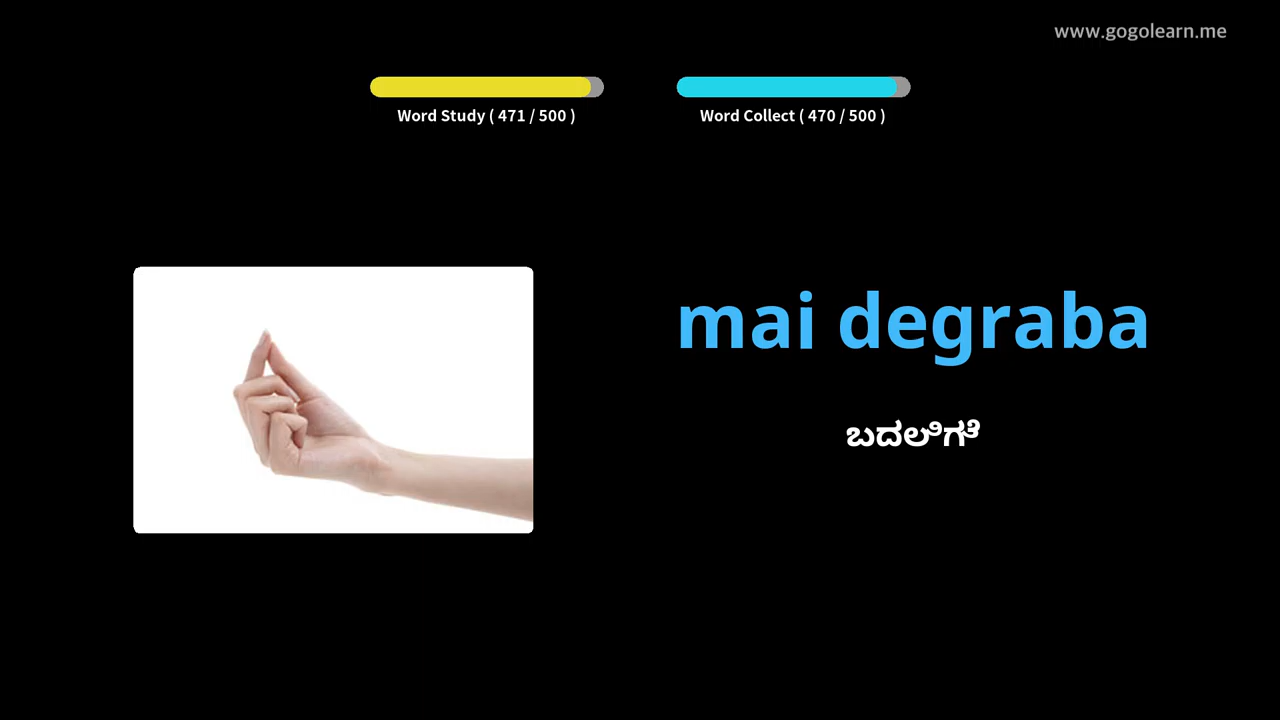 www.gogolearn.me
Word Study ( 471 / 500 )
Word Collect ( 470 / 500 )
mai degraba
ಬದಲಿಗೆ